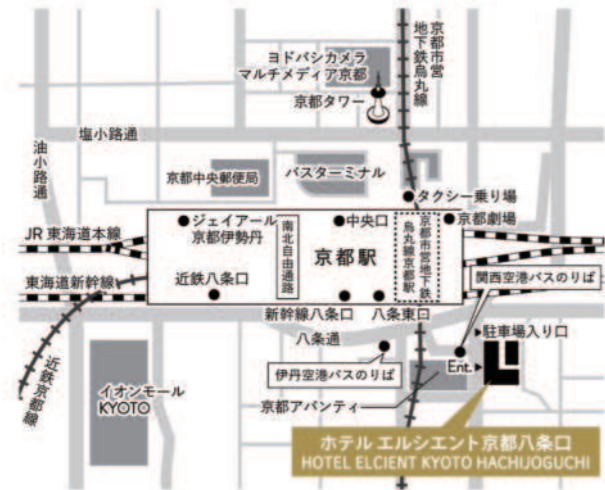 ヨドバシカメラ
マルチメディア京都
京都市営
地下鉄烏丸線
京都タワー
塩小路通
油小路通
京都中央郵便局
バスターミナル
タクシー乗り場
ジェイアール
京都伊勢丹
南北自由通路
中央口
京都市営地下鉄
烏丸線京都駅
京都劇場
JR 東海道本線
京都駅
関西空港バスのりば
東海道新幹線
近鉄八条口
新幹線八条口
八条東口
八条通
駐車場入り口
伊丹空港バスのりば
Ent.
近鉄京都線
イオンモール
KYOTO
京都アバンティ
ホテル エルシエント京都八条口
HOTEL ELCIENT KYOTO HACHIJOGUCHI